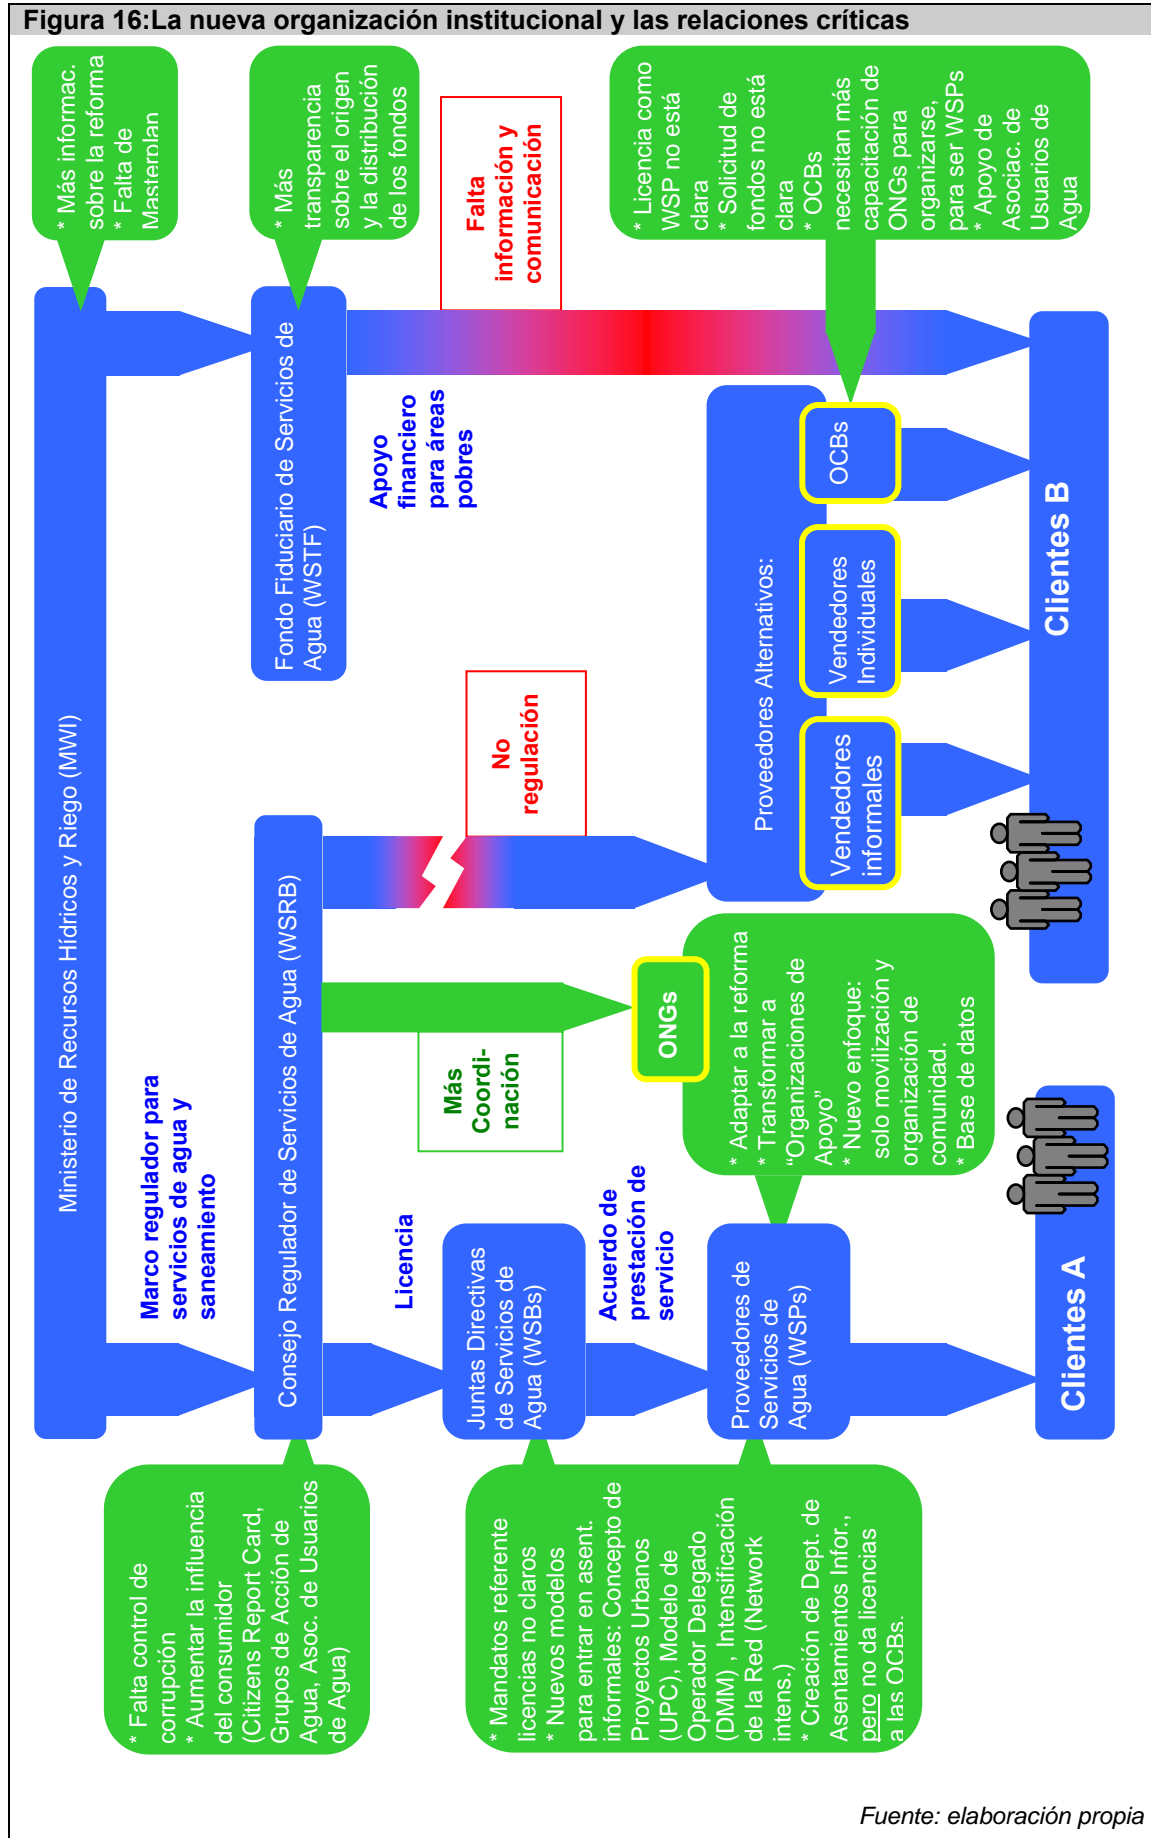 Figura 16:La nueva organización institucional y las relaciones críticas
* Más informac.
sobre la reforma
* Falta de
Masterplan
Ministerio de Recursos Hídricos y Riego (MWI)
Marco regulador para
servicios de agua y
saneamiento
* Falta control de
corrupción
* Aumentar la influencia
del consumidor
(Citizens Report Card,
Grupos de Acción de
Agua, Asoc. de Usuarios
de Agua)
Consejo Regulador de Servicios de Agua (WSRB)
Fondo Fiduciario de Servicios de
Agua (WSTF)
* Más
transparencia
sobre el origen
y la distribución
de los fondos
Licencia
Más
Coordi-
nación
No
regulación
Apoyo
financiero
para áreas
pobres
Falta
información y
comunicación
* Mandatos referente
licencias no claros
* Nuevos modelos
para entrar en asent.
informales: Concepto de
Proyectos Urbanos
(UPC), Modelo de
Operador Delegado
(DMM) , Intensificación
de la Red (Network
intens.)
* Creación de Dept. de
Asentamientos Infor.,
pero no da licencias
a las OCBs.
Juntas Directivas
de Servicios de
Agua (WSBs)
Acuerdo de
prestación de
servicio
ONGs
* Adaptar a la reforma
* Transformar a
“Organizaciones de
Apoyo”
* Nuevo enfoque:
solo movilización y
organización de
comunidad.
* Base de datos
Proveedores de
Servicios de
Agua (WSPs)
Proveedores Alternativos:
Vendedores
informales
Vendedores
Individuales
OCBs
* Licencia como
WSP no está
clara
* Solicitud de
fondos no está
clara
* OCBs
necesitan más
capacitación de
ONGs para
organizarse,
para ser WSPs
* Apoyo de
Asociac. de
Usuarios de
Agua
Clientes A
Clientes B
Fuente: elaboración propia